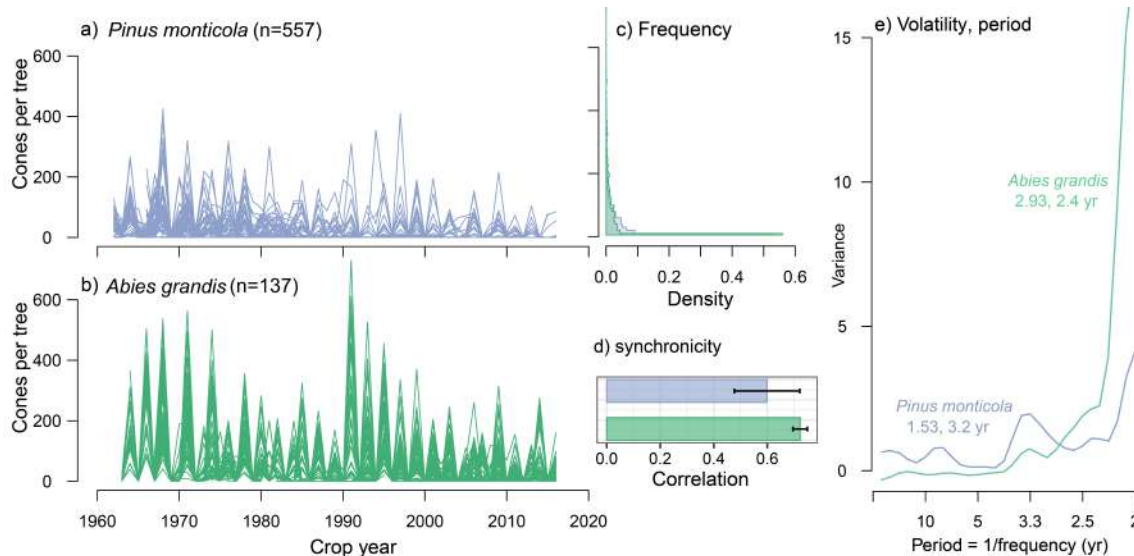 a) Pinus monticola (n=557)
Cones per tree
600
400
200
0
b) Abies grandis (n=137)
Cones per tree
600
400
200
0
1960 1970 1980 1990 2000 2010 2020
Crop year
c) Frequency
0.0 0.2 0.4 0.6
Density
d) synchronicity
0.0 0.2 0.4 0.6
Correlation
e) Volatility, period
Variance
15
10
5
0
Abies grandis
2.93, 2.4 yr
Pinus monticola
1.53, 3.2 yr
10 5 3.3 2.5 2
Period = 1/frequency (yr)